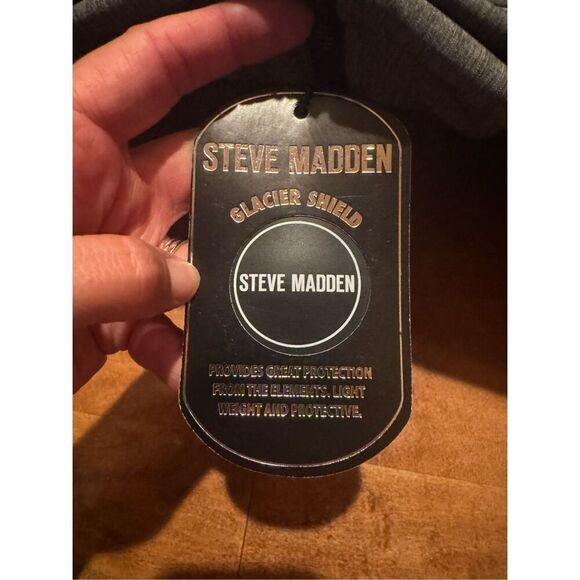 STEVE MADDEN
GLACIER SHIELD
STEVE MADDEN
PROVIDES GREAT PROTECTION
FROM THE ELEMENTS. LIGHT
WEIGHT AND PROTECTIVE.